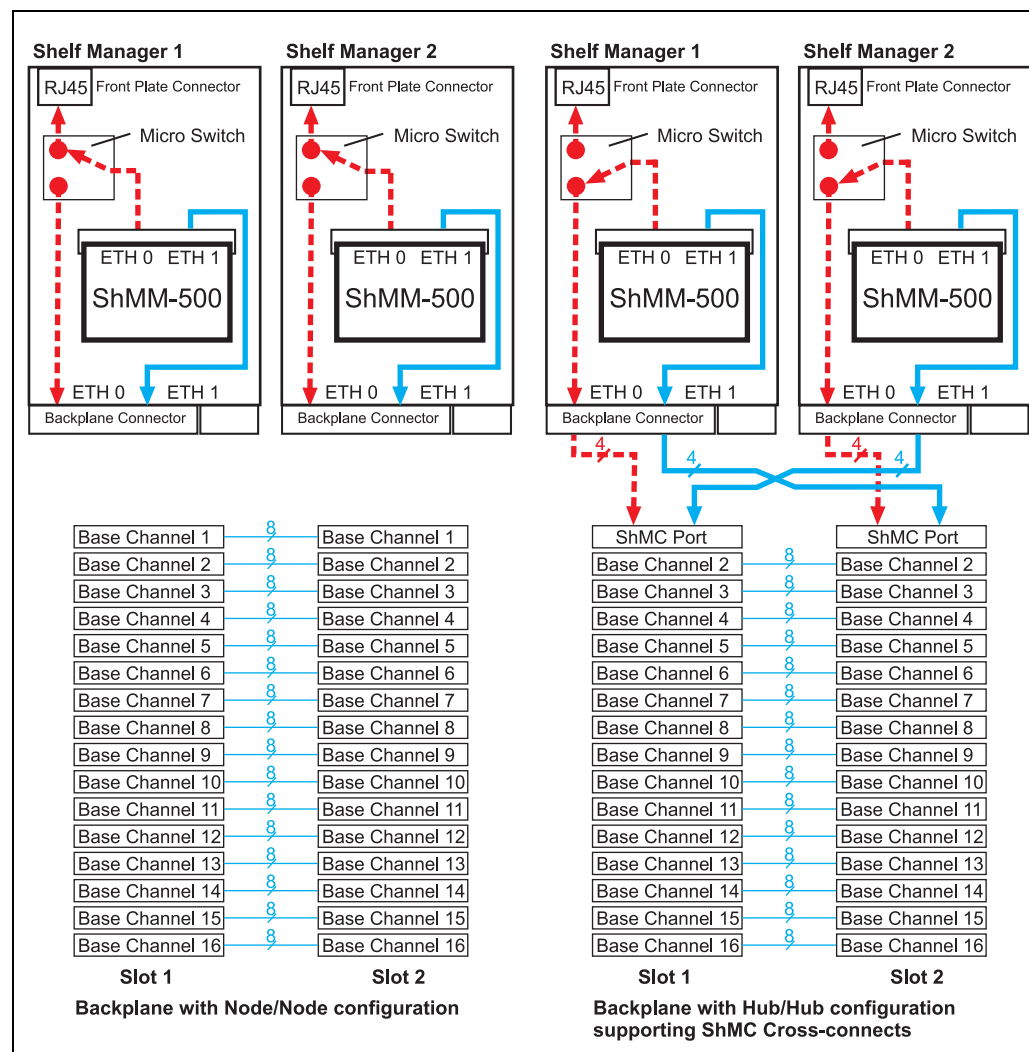 Shelf Manager 1 Shelf Manager 2 Shelf Manager 1 Shelf Manager 2
RJ45 Front Plate Connector RJ45 Front Plate Connector RJ45 Front Plate Connector RJ45 Front Plate Connector
Micro Switch Micro Switch Micro Switch Micro Switch
ETH 0 ETH 1 ETH 0 ETH 1 ETH 0 ETH 1 ETH 0 ETH 1
ShMM-500 ShMM-500 ShMM-500 ShMM-500
ETH 0 ETH 1 ETH 0 ETH 1 ETH 0 ETH 1 ETH 0 ETH 1
Backplane Connector Backplane Connector Backplane Connector Backplane Connector
4 4 4 4
Base Channel 1 8 Base Channel 1 ShMC Port ShMC Port
Base Channel 2 8 Base Channel 2 Base Channel 2 8 Base Channel 2
Base Channel 3 8 Base Channel 3 Base Channel 3 8 Base Channel 3
Base Channel 4 8 Base Channel 4 Base Channel 4 8 Base Channel 4
Base Channel 5 8 Base Channel 5 Base Channel 5 8 Base Channel 5
Base Channel 6 8 Base Channel 6 Base Channel 6 8 Base Channel 6
Base Channel 7 8 Base Channel 7 Base Channel 7 8 Base Channel 7
Base Channel 8 8 Base Channel 8 Base Channel 8 8 Base Channel 8
Base Channel 9 8 Base Channel 9 Base Channel 9 8 Base Channel 9
Base Channel 10 8 Base Channel 10 Base Channel 10 8 Base Channel 10
Base Channel 11 8 Base Channel 11 Base Channel 11 8 Base Channel 11
Base Channel 12 8 Base Channel 12 Base Channel 12 8 Base Channel 12
Base Channel 13 8 Base Channel 13 Base Channel 13 8 Base Channel 13
Base Channel 14 8 Base Channel 14 Base Channel 14 8 Base Channel 14
Base Channel 15 8 Base Channel 15 Base Channel 15 8 Base Channel 15
Base Channel 16 8 Base Channel 16 Base Channel 16 8 Base Channel 16
Slot 1 Slot 2 Slot 1 Slot 2
Backplane with Node/Node configuration
Backplane with Hub/Hub configuration
supporting ShMC Cross-connects